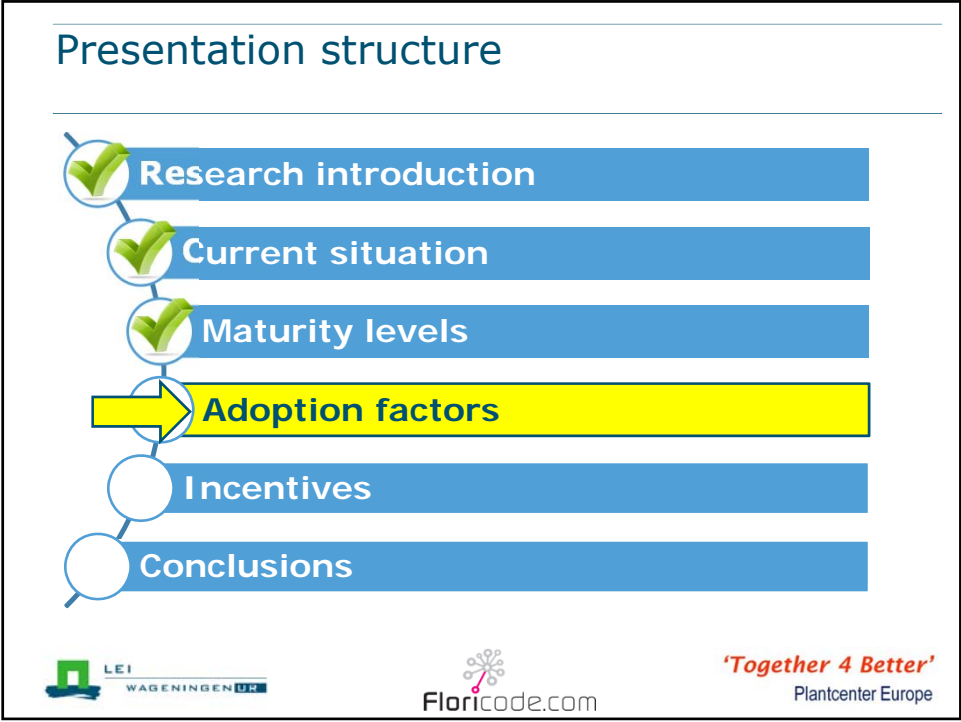 Presentation structure
Research introduction
Current situation
Maturity levels
Adoption factors
Incentives
Conclusions
LEI
WAGENINGEN UR
Floricode.com
'Together 4 Better'
Plantcenter Europe